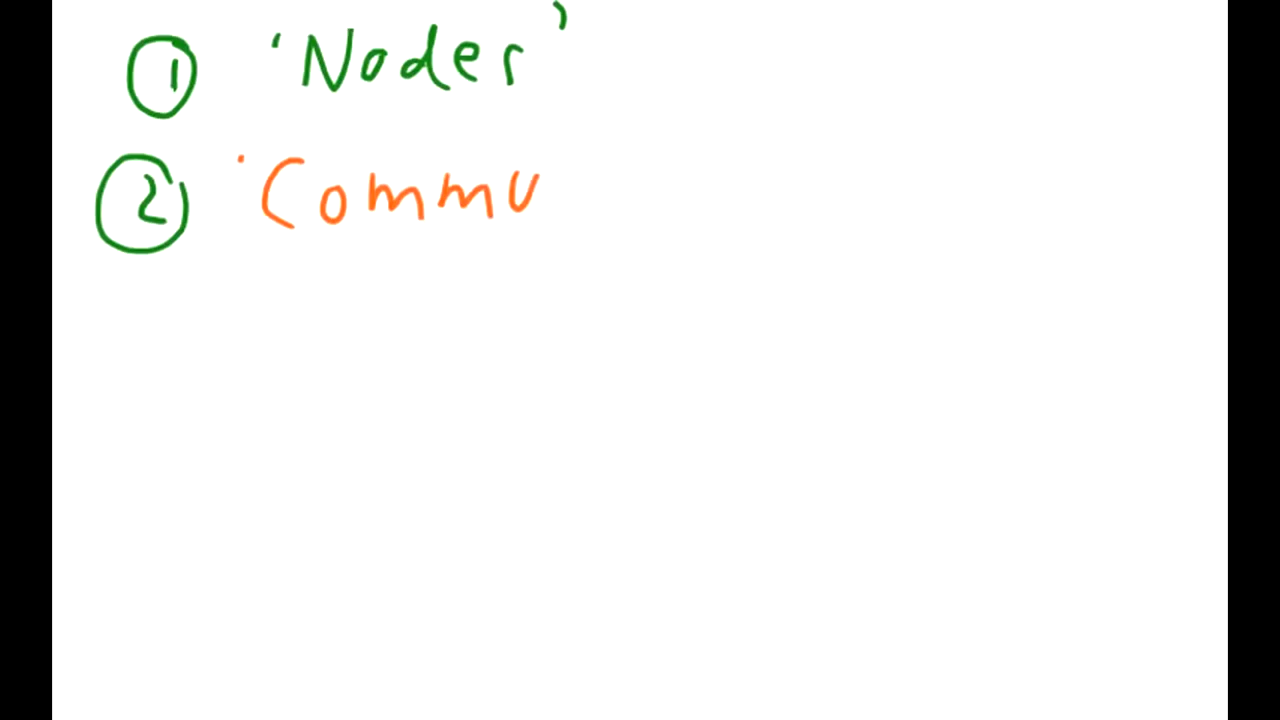 ① 'Nodes'
② 'Commu